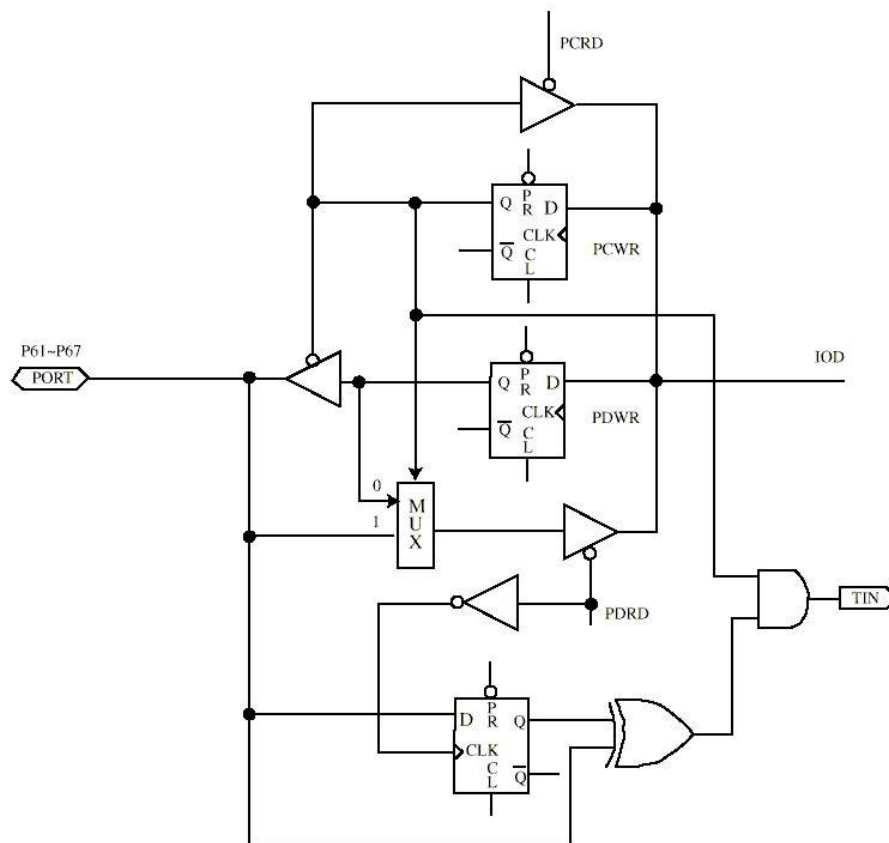 PCRD
P
Q R D
CLK
Q C
L
PCWR
P61~P67
PORT
IOD
P
Q R D
CLK
Q C
L
PDWR
0
1
M
U
X
PDRD
TIN
P
D R Q
CLK
C Q
L